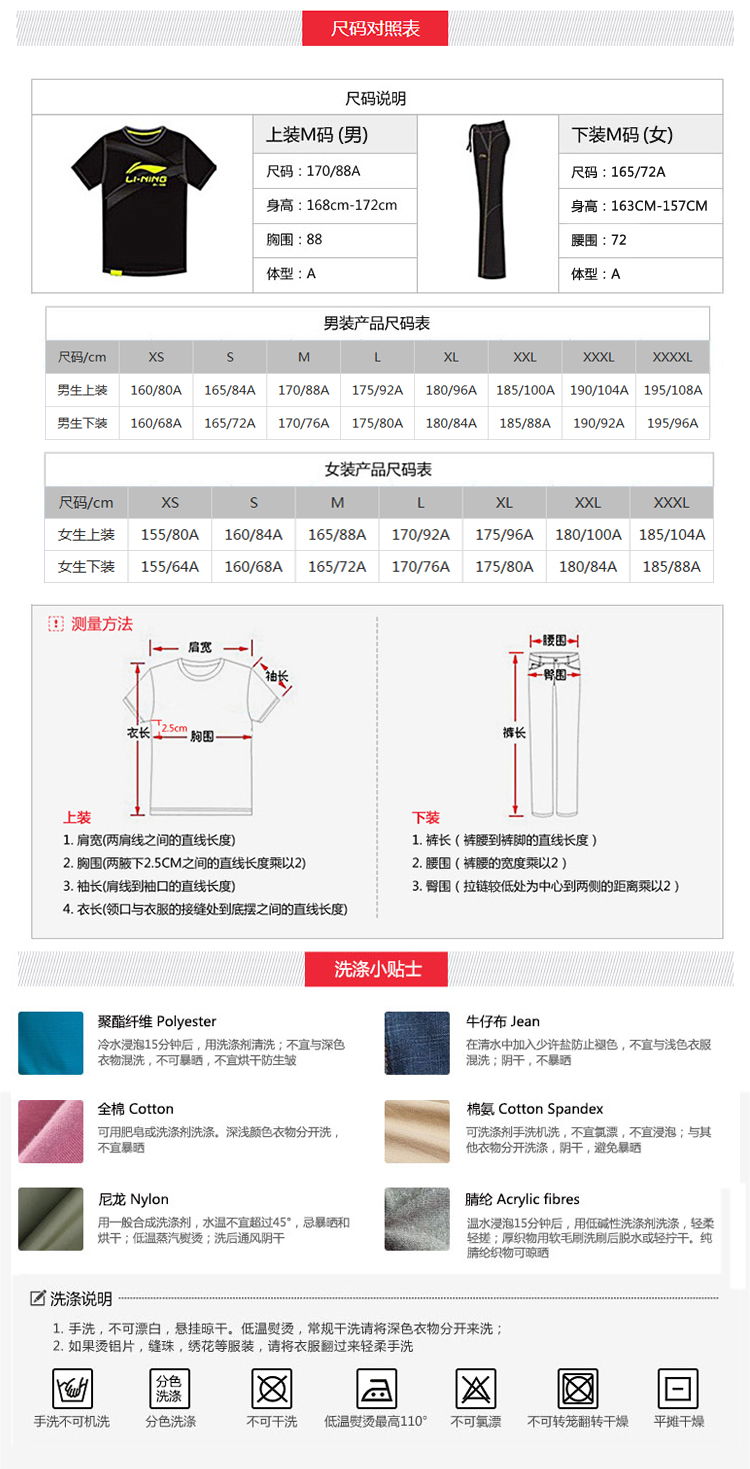 尺码对照表
尺码说明
LI-NING
上装M码 (男)
尺码：170/88A
身高：168cm-172cm
胸围：88
体型：A
下装M码 (女)
尺码：165/72A
身高：163CM-157CM
腰围：72
体型：A
男装产品尺码表
尺码/cm XS S M L XL XXL XXXL XXXXL
男生上装 160/80A 165/84A 170/88A 175/92A 180/96A 185/100A 190/104A 195/108A
男生下装 160/68A 165/72A 170/76A 175/80A 180/84A 185/88A 190/92A 195/96A
女装产品尺码表
尺码/cm XS S M L XL XXL XXXL
女生上装 155/80A 160/84A 165/88A 170/92A 175/96A 180/100A 185/104A
女生下装 155/64A 160/68A 165/72A 170/76A 175/80A 180/84A 185/88A
测量方法
肩宽
袖长
衣长
2.5cm
胸围
上装
1. 肩宽(两肩线之间的直线长度)
2. 胸围(两腋下2.5CM之间的直线长度乘以2)
3. 袖长(肩线到袖口的直线长度)
4. 衣长(领口与衣服的接缝处到底摆之间的直线长度)
腰围
臀围
裤长
下装
1. 裤长（裤腰到裤脚的直线长度）
2. 腰围（裤腰的宽度乘以2）
3. 臀围（拉链较低处为中心到两侧的距离乘以2）
洗涤小贴士
聚酯纤维 Polyester
冷水浸泡15分钟后，用洗涤剂清洗；不宜与深色
衣物混洗，不可暴晒，不宜烘干防生皱
牛仔布 Jean
在清水中加入少许盐防止褪色，不宜与浅色衣服
混洗；阴干，不暴晒
全棉 Cotton
可用肥皂或洗涤剂洗涤。深浅颜色衣物分开洗，
不宜暴晒
棉氨 Cotton Spandex
可洗涤剂手洗机洗，不宜氯漂，不宜浸泡；与其
他衣物分开洗涤，阴干，避免暴晒
尼龙 Nylon
用一般合成洗涤剂，水温不宜超过45°，忌暴晒和
烘干；低温蒸汽熨烫；洗后通风阴干
腈纶 Acrylic fibres
温水浸泡15分钟后，用低碱性洗涤剂洗涤，轻柔
轻搓；厚织物用软毛刷洗刷后脱水或轻拧干。纯
腈纶织物可晾晒
洗涤说明
1. 手洗，不可漂白，悬挂晾干。低温熨烫，常规干洗请将深色衣物分开来洗；
2. 如果烫铝片，缝珠，绣花等服装，请将衣服翻过来轻柔手洗
分色
洗涤
手洗不可机洗 分色洗涤 不可干洗 低温熨烫最高110° 不可氯漂 不可转笼翻转干燥 平摊干燥